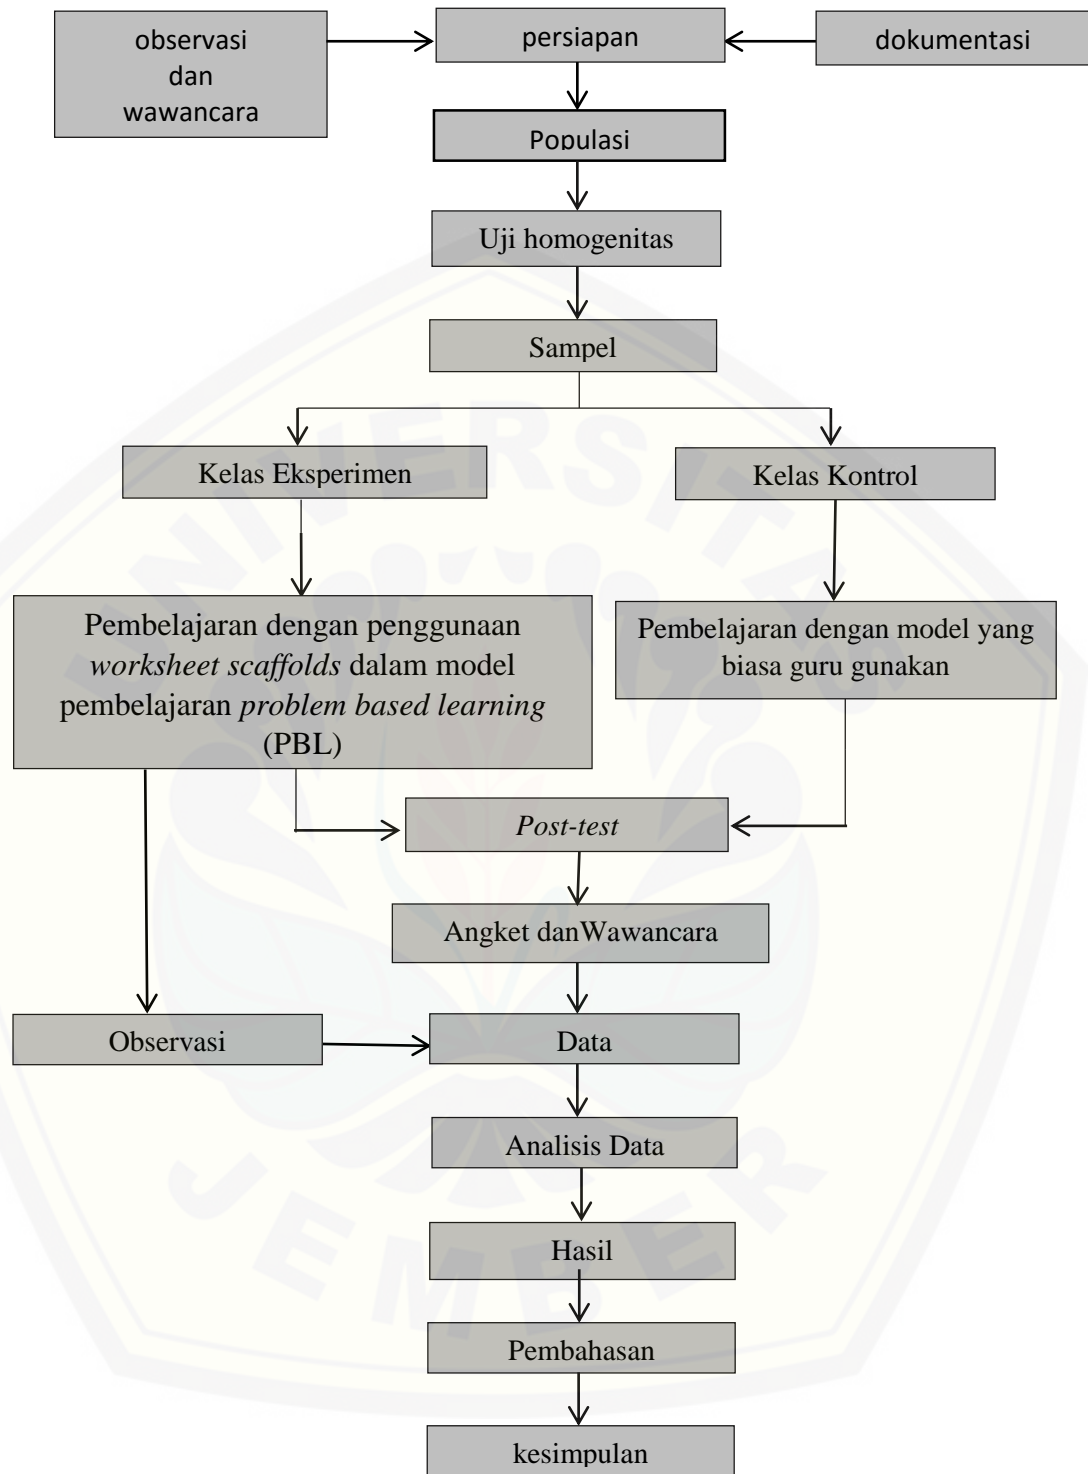 observasi
dan
wawancara
persiapan
dokumentasi
Populasi
Uji homogenitas
Sampel
Kelas Eksperimen
Kelas Kontrol
Pembelajaran dengan penggunaan
worksheet scaffolds dalam model
pembelajaran problem based learning
(PBL)
Pembelajaran dengan model yang
biasa guru gunakan
Post-test
Angket danWawancara
Observasi
Data
Analisis Data
Hasil
Pembahasan
kesimpulan
UNIVERSITAS
JEMBER